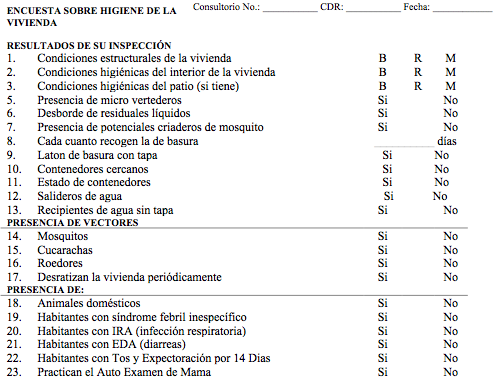 ENCUESTA SOBRE HIGIENE DE LA VIVIENDA
Consultorio No.: ____________ CDR: ____________ Fecha: _____________
RESULTADOS DE SU INSPECCIÓN
1. Condiciones estructurales de la vivienda B R M
2. Condiciones higiénicas del interior de la vivienda B R M
3. Condiciones higiénicas del patio (si tiene) B R M
5. Presencia de micro vertederos Si No
6. Desborde de residuales líquidos Si No
7. Presencia de potenciales criaderos de mosquito Si No
8. Cada cuanto recogen la de basura ____________ días
9. Laton de basura con tapa Si No
10. Contenedores cercanos Si No
11. Estado de contenedores Si No
12. Salideros de agua Si No
13. Recipientes de agua sin tapa Si No
PRESENCIA DE VECTORES
14. Mosquitos Si No
15. Cucarachas Si No
16. Roedores Si No
17. Desratizan la vivienda periódicamente Si No
PRESENCIA DE:
18. Animales domésticos Si No
19. Habitantes con síndrome febril inespecífico Si No
20. Habitantes con IRA (infección respiratoria) Si No
21. Habitantes con EDA (diarreas) Si No
22. Habitantes con Tos y Expectoración por 14 Dias Si No
23. Practican el Auto Examen de Mama Si No